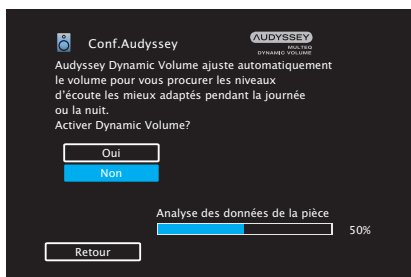 Conf.Audyssey
AUDYSSEY
MULTEQ
DYNAMIC VOLUME
Audyssey Dynamic Volume ajuste automatiquement
le volume pour vous procurer les niveaux
d'écoute les mieux adaptés pendant la journée
ou la nuit.
Activer Dynamic Volume?
Oui
Non
Analyse des données de la pièce
50%
Retour